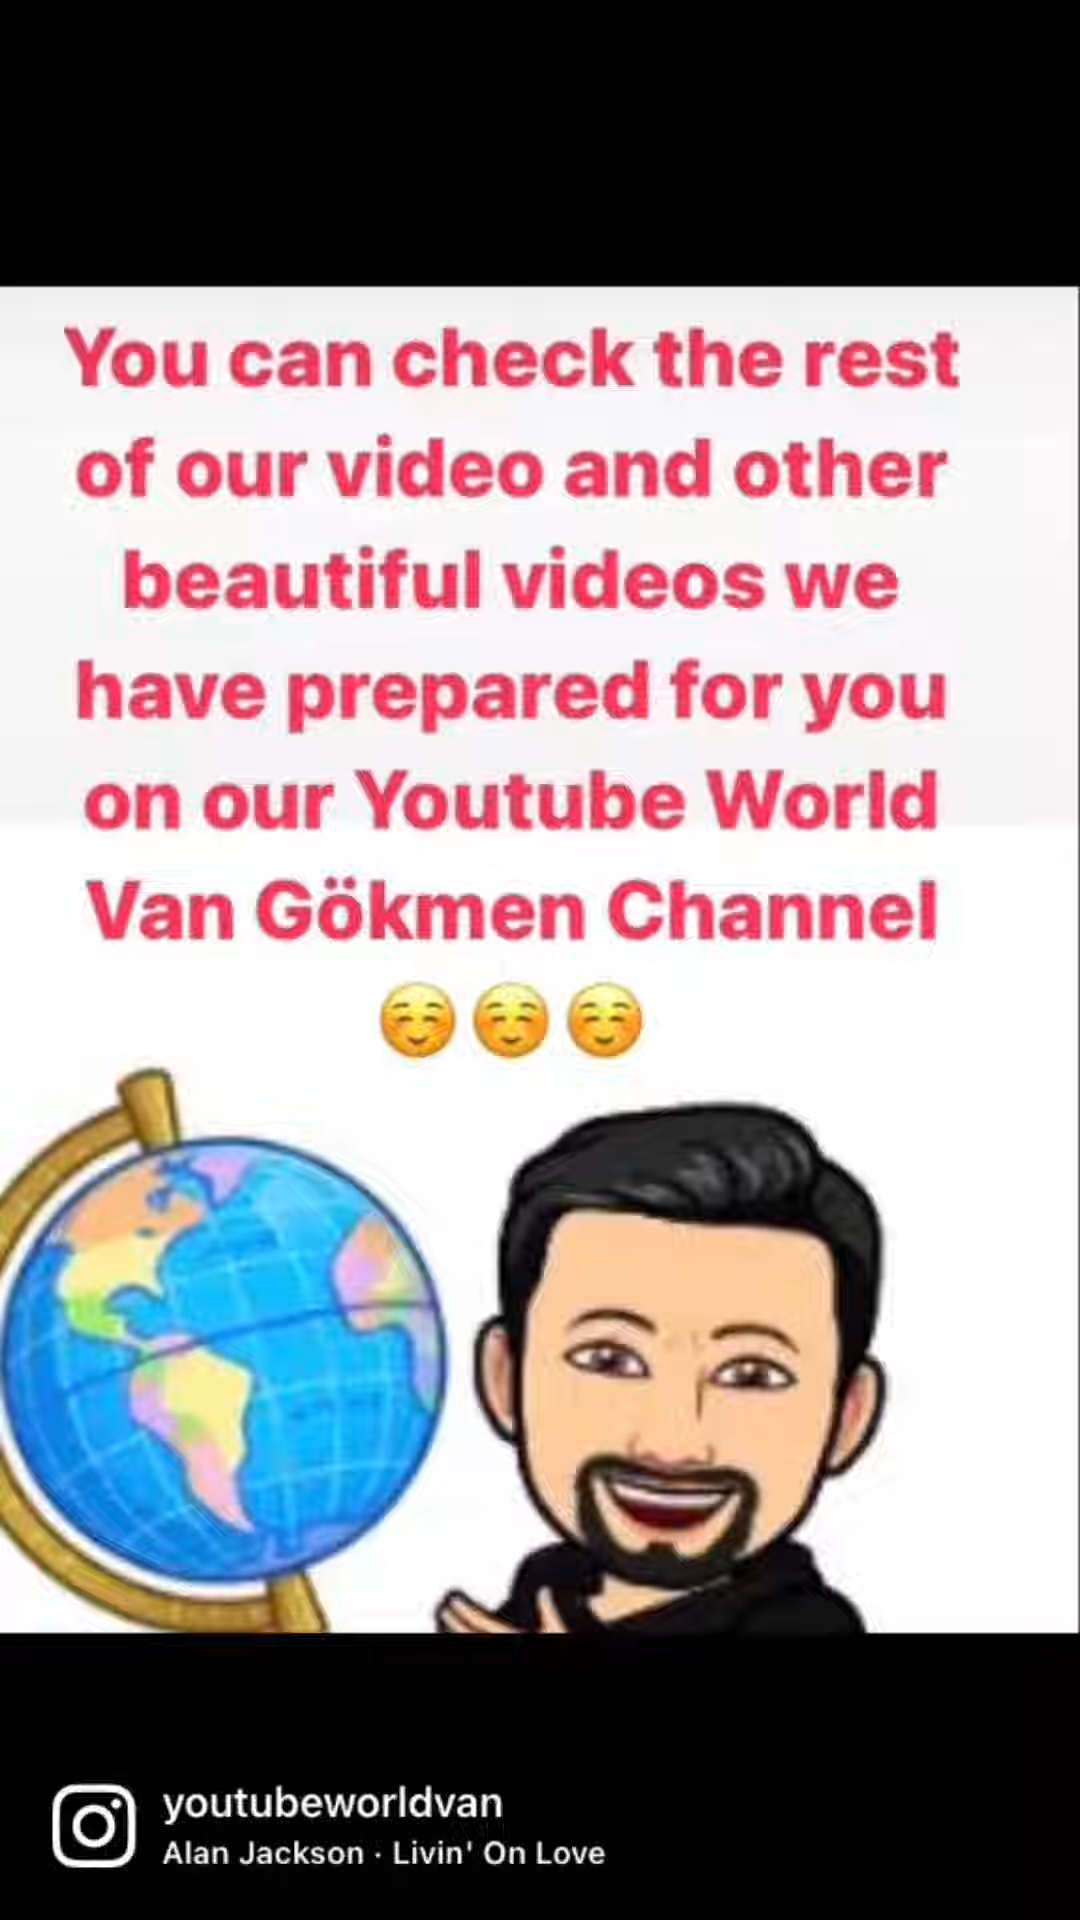 You can check the rest
of our video and other
beautiful videos we
have prepared for you
on our Youtube World
Van Gökmen Channel
☺️☺️☺️
youtubeworldvan
Alan Jackson · Livin' On Love